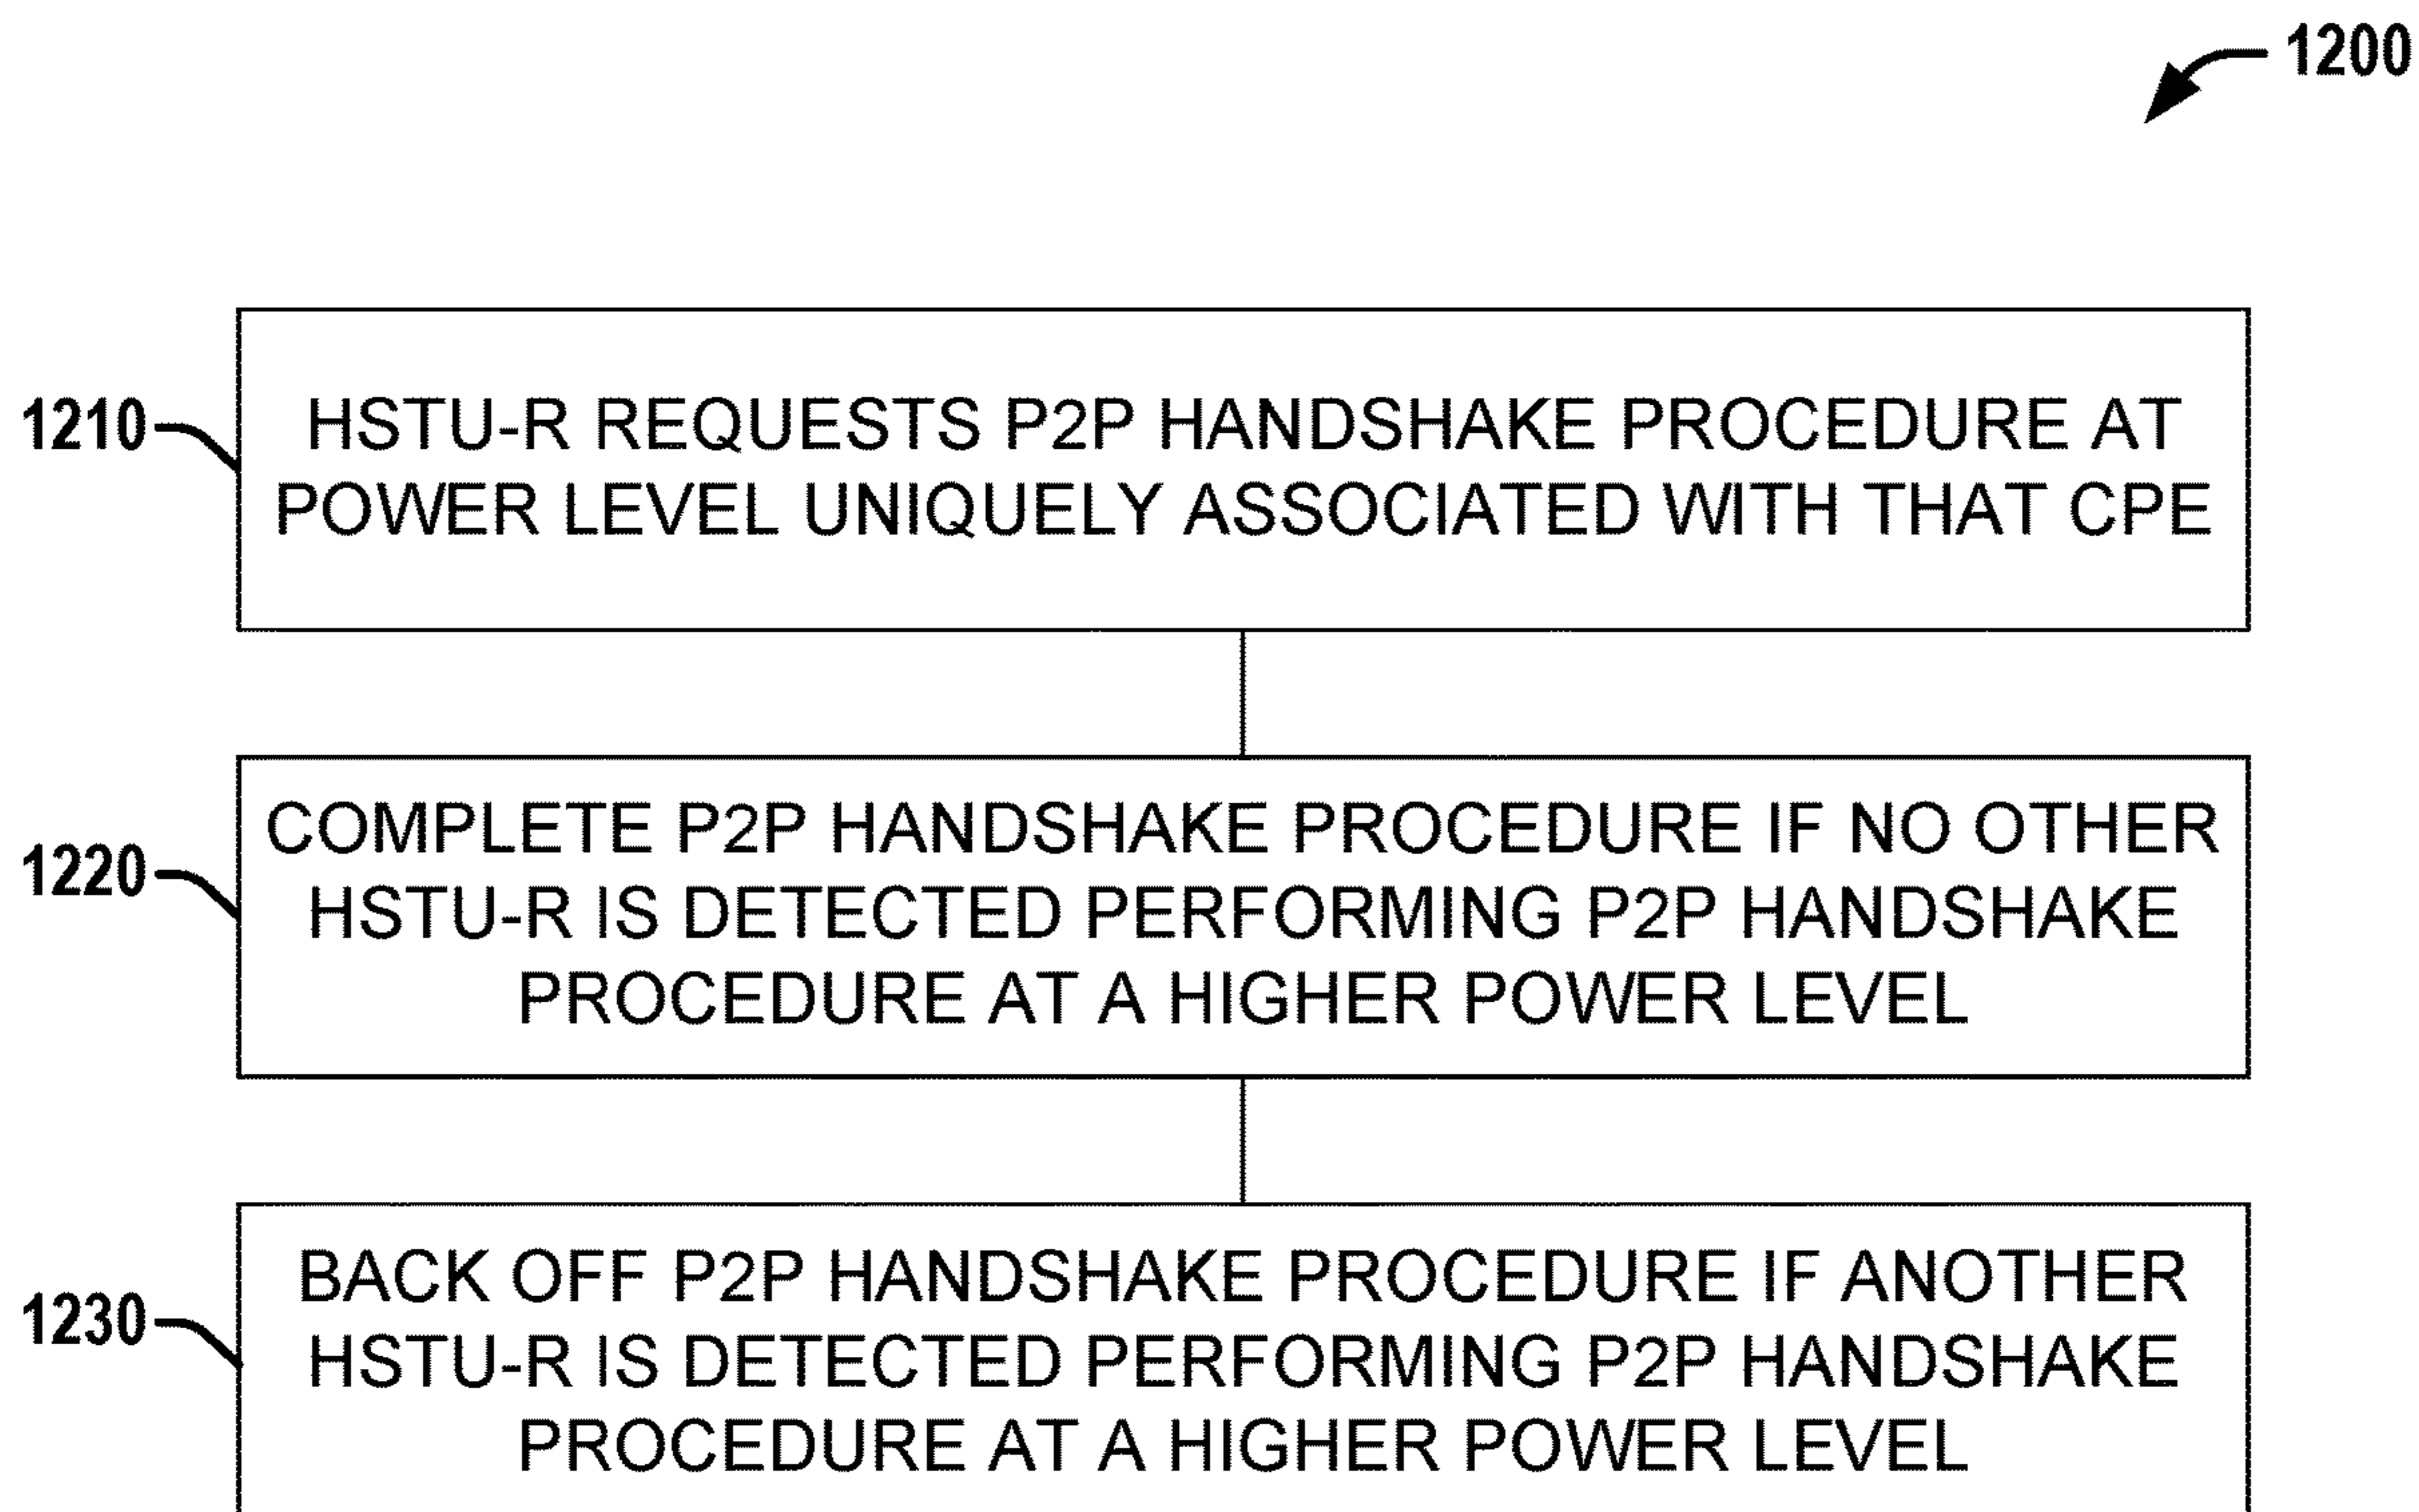 1200
1210
HSTU-R REQUESTS P2P HANDSHAKE PROCEDURE AT
POWER LEVEL UNIQUELY ASSOCIATED WITH THAT CPE
1220
COMPLETE P2P HANDSHAKE PROCEDURE IF NO OTHER
HSTU-R IS DETECTED PERFORMING P2P HANDSHAKE
PROCEDURE AT A HIGHER POWER LEVEL
1230
BACK OFF P2P HANDSHAKE PROCEDURE IF ANOTHER
HSTU-R IS DETECTED PERFORMING P2P HANDSHAKE
PROCEDURE AT A HIGHER POWER LEVEL